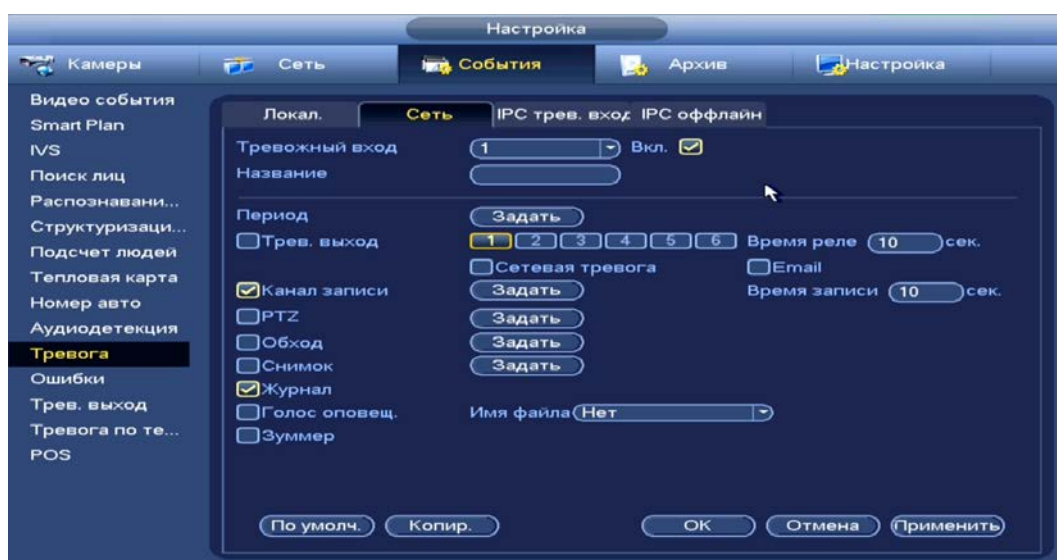 Настройка
Камеры Сеть События Архив Настройка
Видео события
Smart Plan
IVS
Поиск лиц
Распознавани...
Структуризаци...
Подсчет людей
Тепловая карта
Номер авто
Аудиодетекция
Тревога
Ошибки
Трев. выход
Тревога по те...
POS
Локал. Сеть IPC трев. вход IPC оффлайн
Тревожный вход 1 Вкл.
Название
Период Задать
Трев. выход 1 2 3 4 5 6 Время реле 10 сек.
Сетевая тревога Email
Канал записи Задать Время записи 10 сек.
PTZ Задать
Обход Задать
Снимок Задать
Журнал
Голос оповещ. Имя файла Нет
Зуммер
По умолч. Копир. ОК Отмена Применить